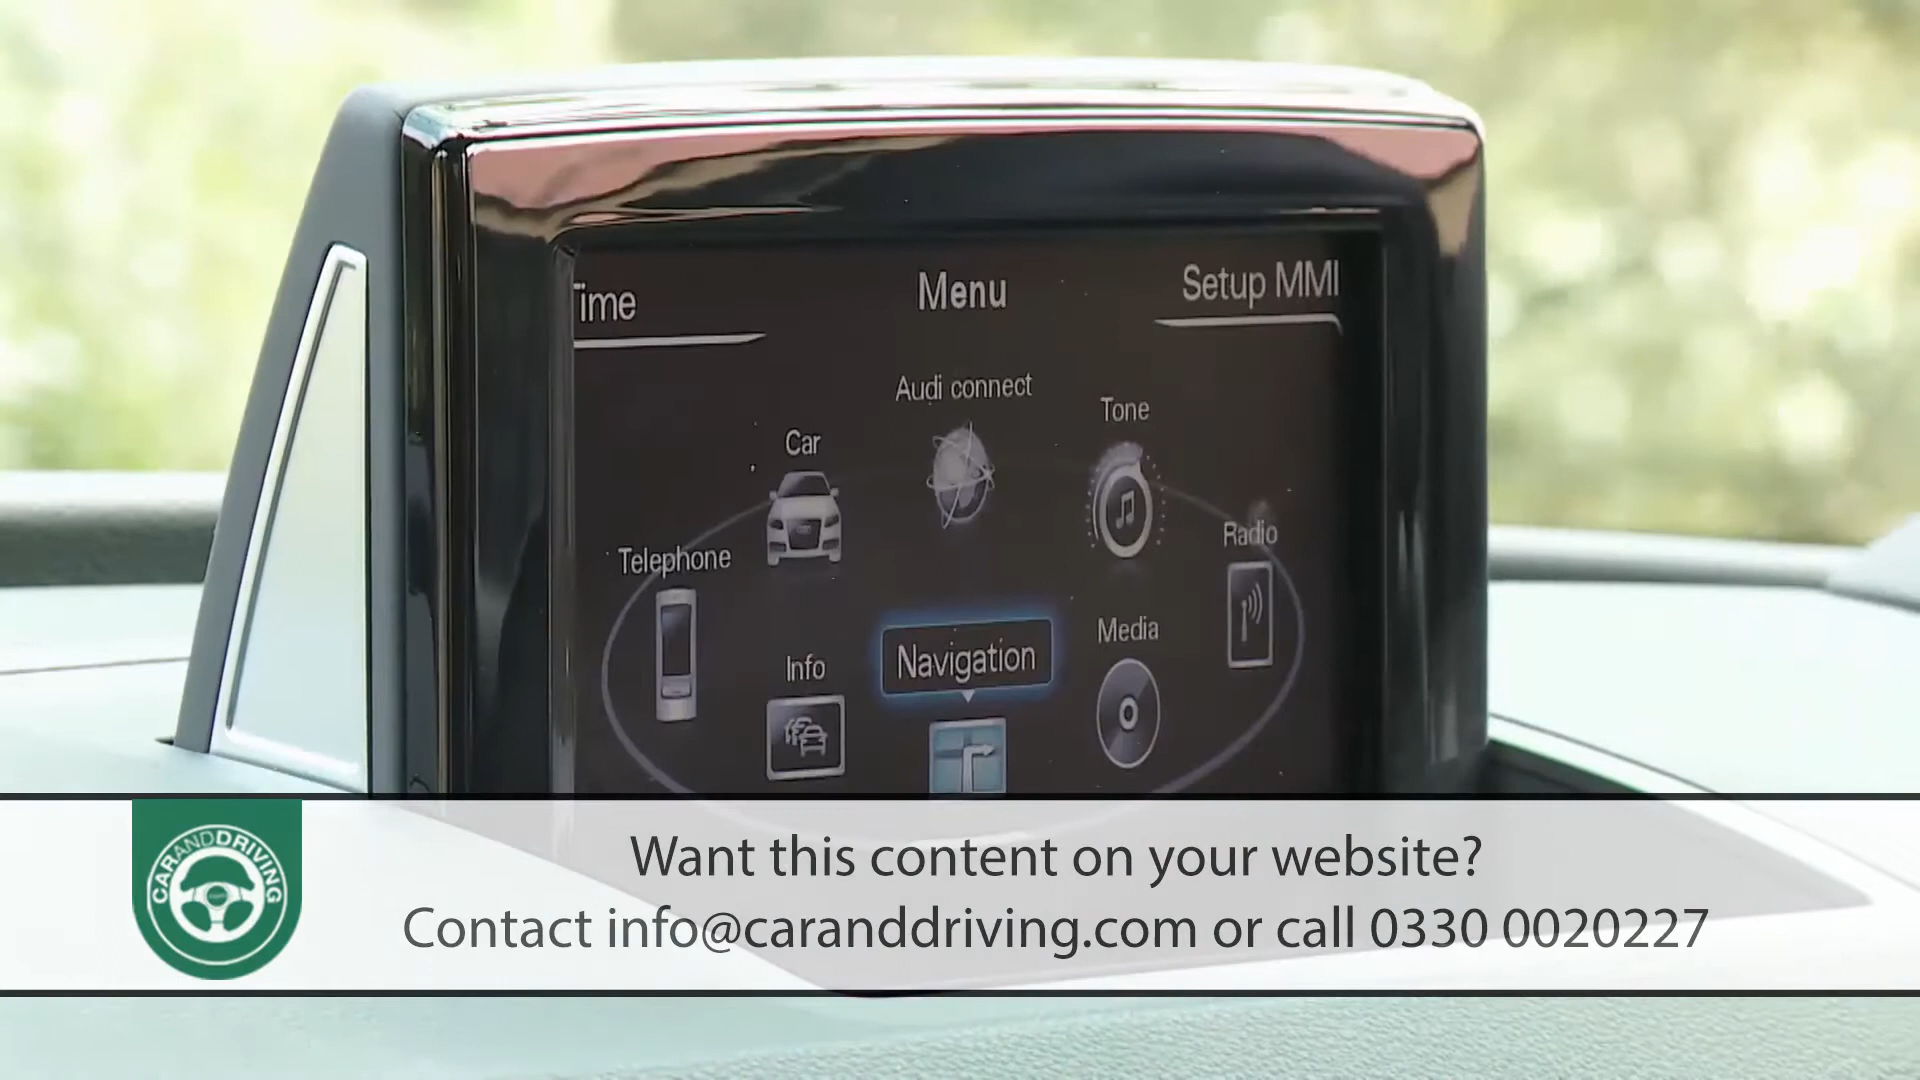 Time
Menu
Setup MMI
Audi connect
Tone
Car
Radio
Telephone
Media
Navigation
Info
CARANDDRIVING
Want this content on your website?
Contact info@caranddriving.com or call 0330 0020227